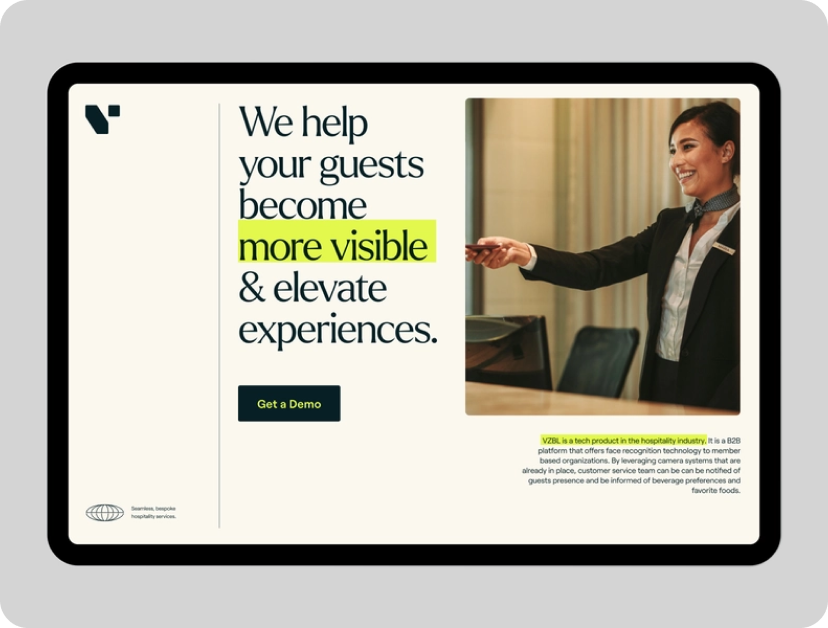 We help
your guests
become
more visible
& elevate
experiences.
Get a Demo
VZBL is a tech product in the hospitality industry. It is a B2B
platform that offers face recognition technology to member
based organizations. By leveraging camera systems that are
already in place, customer service team can be can be notified of
guests presence and be informed of beverage preferences and
favorite foods.
Seamless, bespoke
hospitality services.